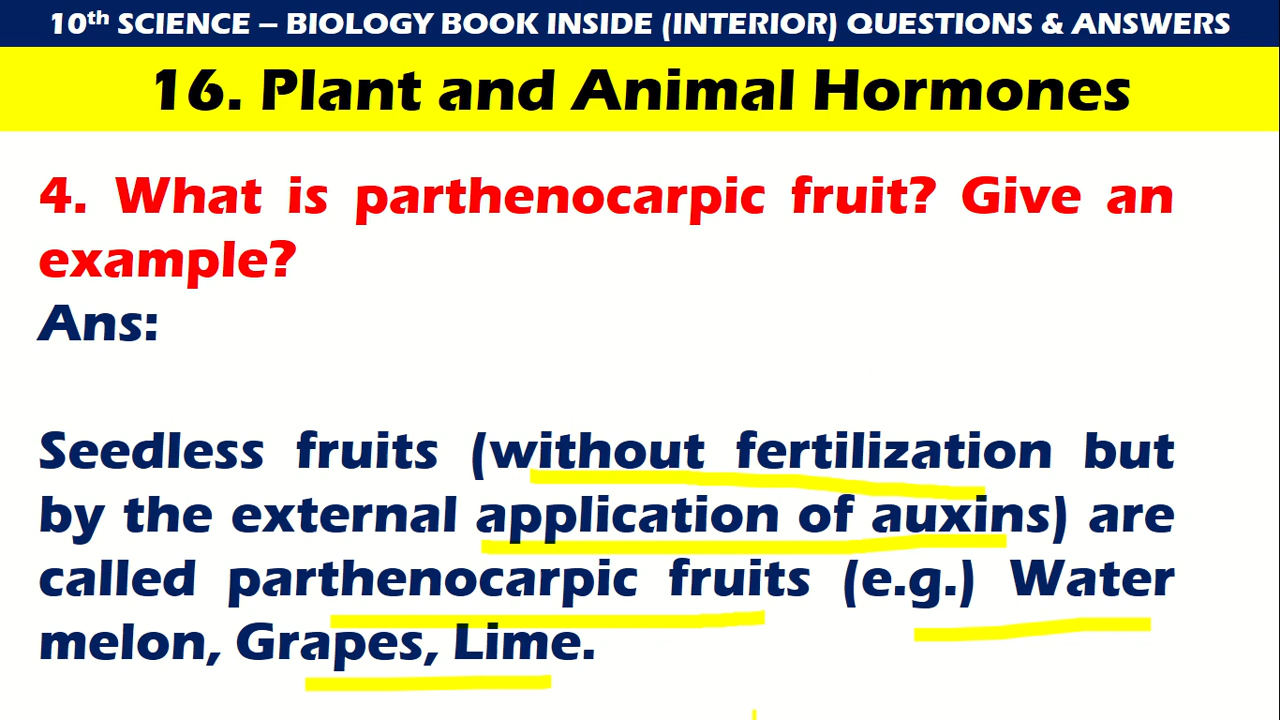 10th SCIENCE – BIOLOGY BOOK INSIDE (INTERIOR) QUESTIONS & ANSWERS
16. Plant and Animal Hormones
4. What is parthenocarpic fruit? Give an
example?
Ans:
Seedless fruits (without fertilization but
by the external application of auxins) are
called parthenocarpic fruits (e.g.) Water
melon, Grapes, Lime.